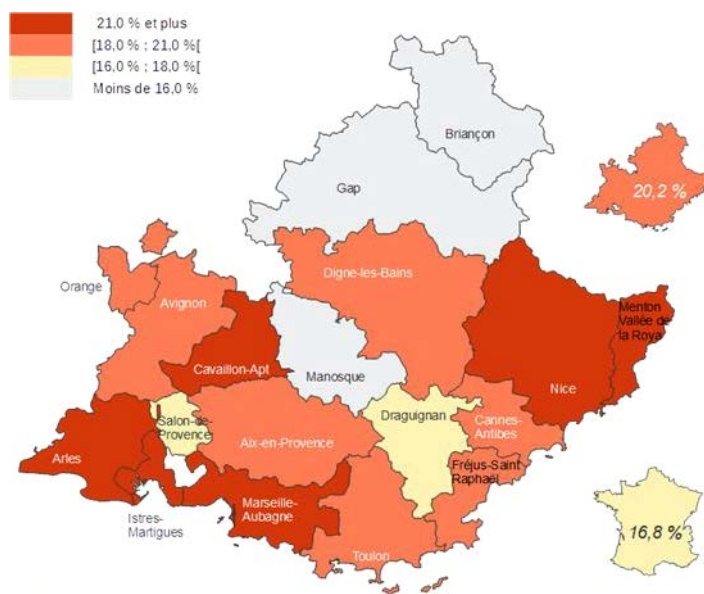 21,0 % et plus
[18,0 % ; 21,0 %[
[16,0 % ; 18,0 %[
Moins de 16,0 %
Briançon
20,2 %
Gap
Digne-les-Bains
Orange
Avignon
Menton
Vallée de
la Roya
Cavaillon-Apt
Manosque
Nice
Draguignan
Salon-de-
Provence
Cannes-
Antibes
Aix-en-Provence
Arles
Fréjus-Saint
Raphaël
Marseille-
Aubagne
Istres-
Martigues
Toulon
16,8 %